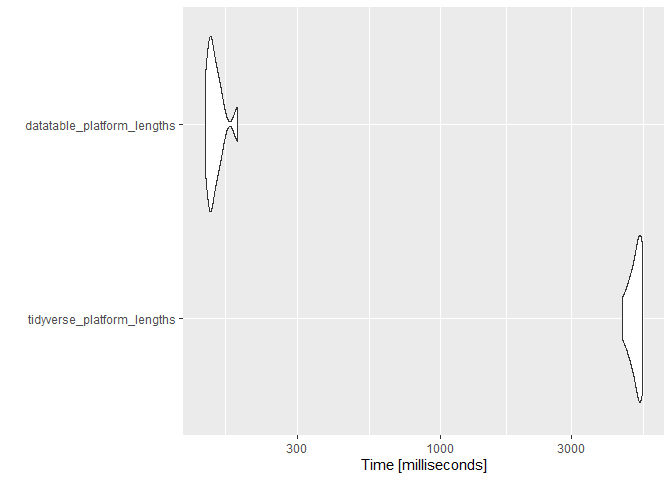 datatable_platform_lengths
tidyverse_platform_lengths
300 1000 3000
Time [milliseconds]